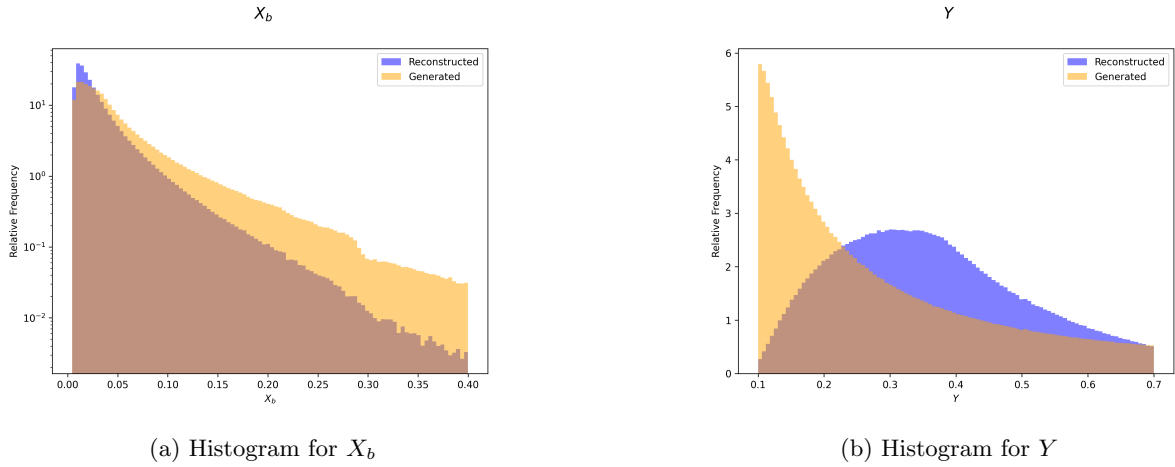 $X_b$
Reconstructed
Generated
Relative Frequency
$10^1$
$10^0$
$10^{-1}$
$10^{-2}$
0.00 0.05 0.10 0.15 0.20 0.25 0.30 0.35 0.40
$X_b$
(a) Histogram for $X_b$
$Y$
Reconstructed
Generated
Relative Frequency
6
5
4
3
2
1
0
0.1 0.2 0.3 0.4 0.5 0.6 0.7
$Y$
(b) Histogram for $Y$